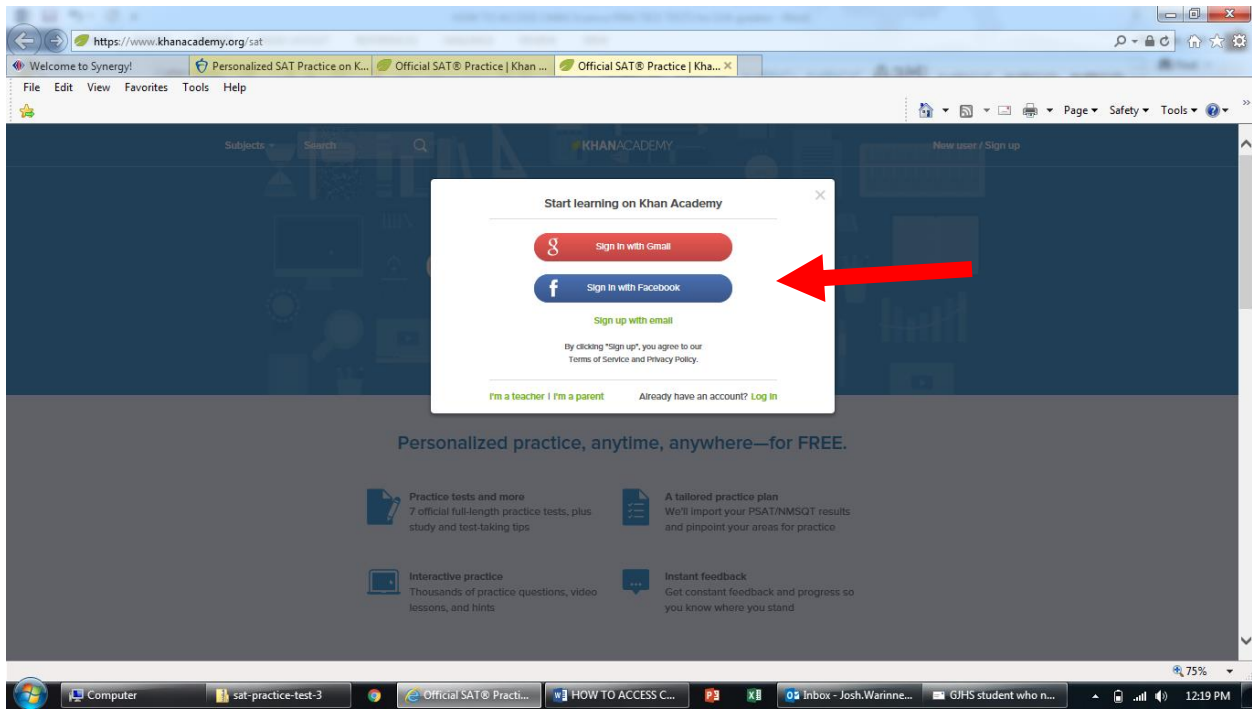 https://www.khanacademy.org/sat
Welcome to Synergy!
Personalized SAT Practice on K...
Official SAT® Practice | Khan ...
Official SAT® Practice | Kha...
File Edit View Favorites Tools Help
Page Safety Tools
Subjects Search KHANACADEMY New user / Sign up
Start learning on Khan Academy
Sign in with Gmail
f Sign in with Facebook
Sign up with email
By clicking "Sign up", you agree to our
Terms of Service and Privacy Policy.
I'm a teacher | I'm a parent Already have an account? Log in
Personalized practice, anytime, anywhere—for FREE.
Practice tests and more
7 official full-length practice tests, plus
study and test-taking tips
A tailored practice plan
We'll import your PSAT/NMSQT results
and pinpoint your areas for practice
Interactive practice
Thousands of practice questions, video
lessons, and hints
Instant feedback
Get constant feedback and progress so
you know where you stand
75%
Computer sat-practice-test-3 Official SAT® Practi... HOW TO ACCESS C... Inbox - Josh.Warinne... GJHS student who n... 12:19 PM